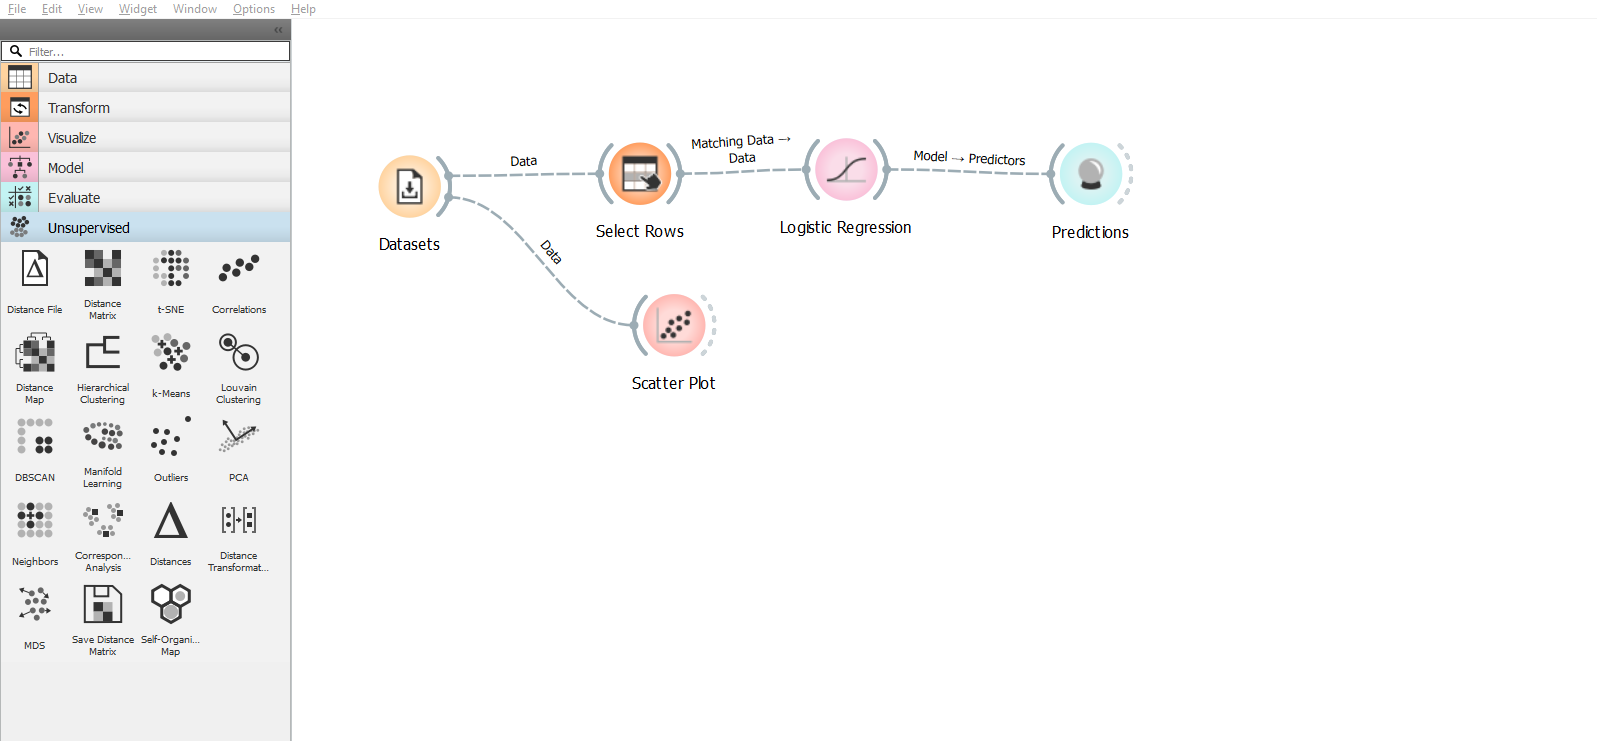 File Edit View Widget Window Options Help
Filter...
Data
Transform
Visualize
Model
Evaluate
Unsupervised
Distance File
Distance
Matrix
t-SNE
Correlations
Distance
Map
Hierarchical
Clustering
k-Means
Louvain
Clustering
DBSCAN
Manifold
Learning
Outliers
PCA
Neighbors
Correspon...
Analysis
Distances
Distance
Transformat...
MDS
Save Distance
Matrix
Self-Organi...
Map
Datasets
Data
Select Rows
Matching Data →
Data
Logistic Regression
Model → Predictors
Predictions
Data
Scatter Plot